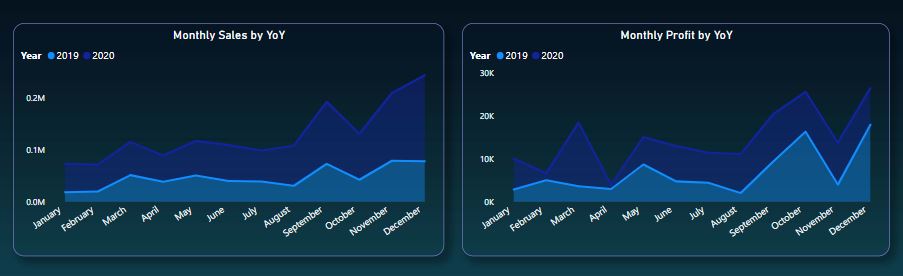 Monthly Sales by YoY
Year 2019 2020
0.2M
0.1M
0.0M
January February March April May June July August September October November December
Monthly Profit by YoY
Year 2019 2020
30K
20K
10K
0K
January February March April May June July August September October November December